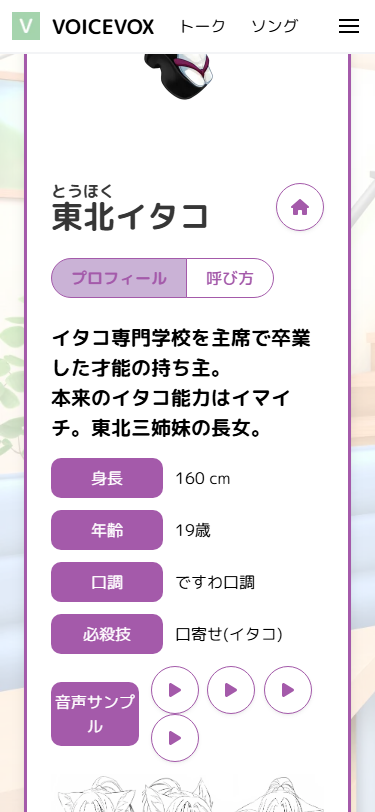 VOICEVOX トーク ソング
とうほく
東北イタコ
プロフィール 呼び方
イタコ専門学校を主席で卒業
した才能の持ち主。
本来のイタコ能力はイマイ
チ。東北三姉妹の長女。
身長 160 cm
年齢 19歳
口調 ですわ口調
必殺技 口寄せ(イタコ)
音声サンプ
ル